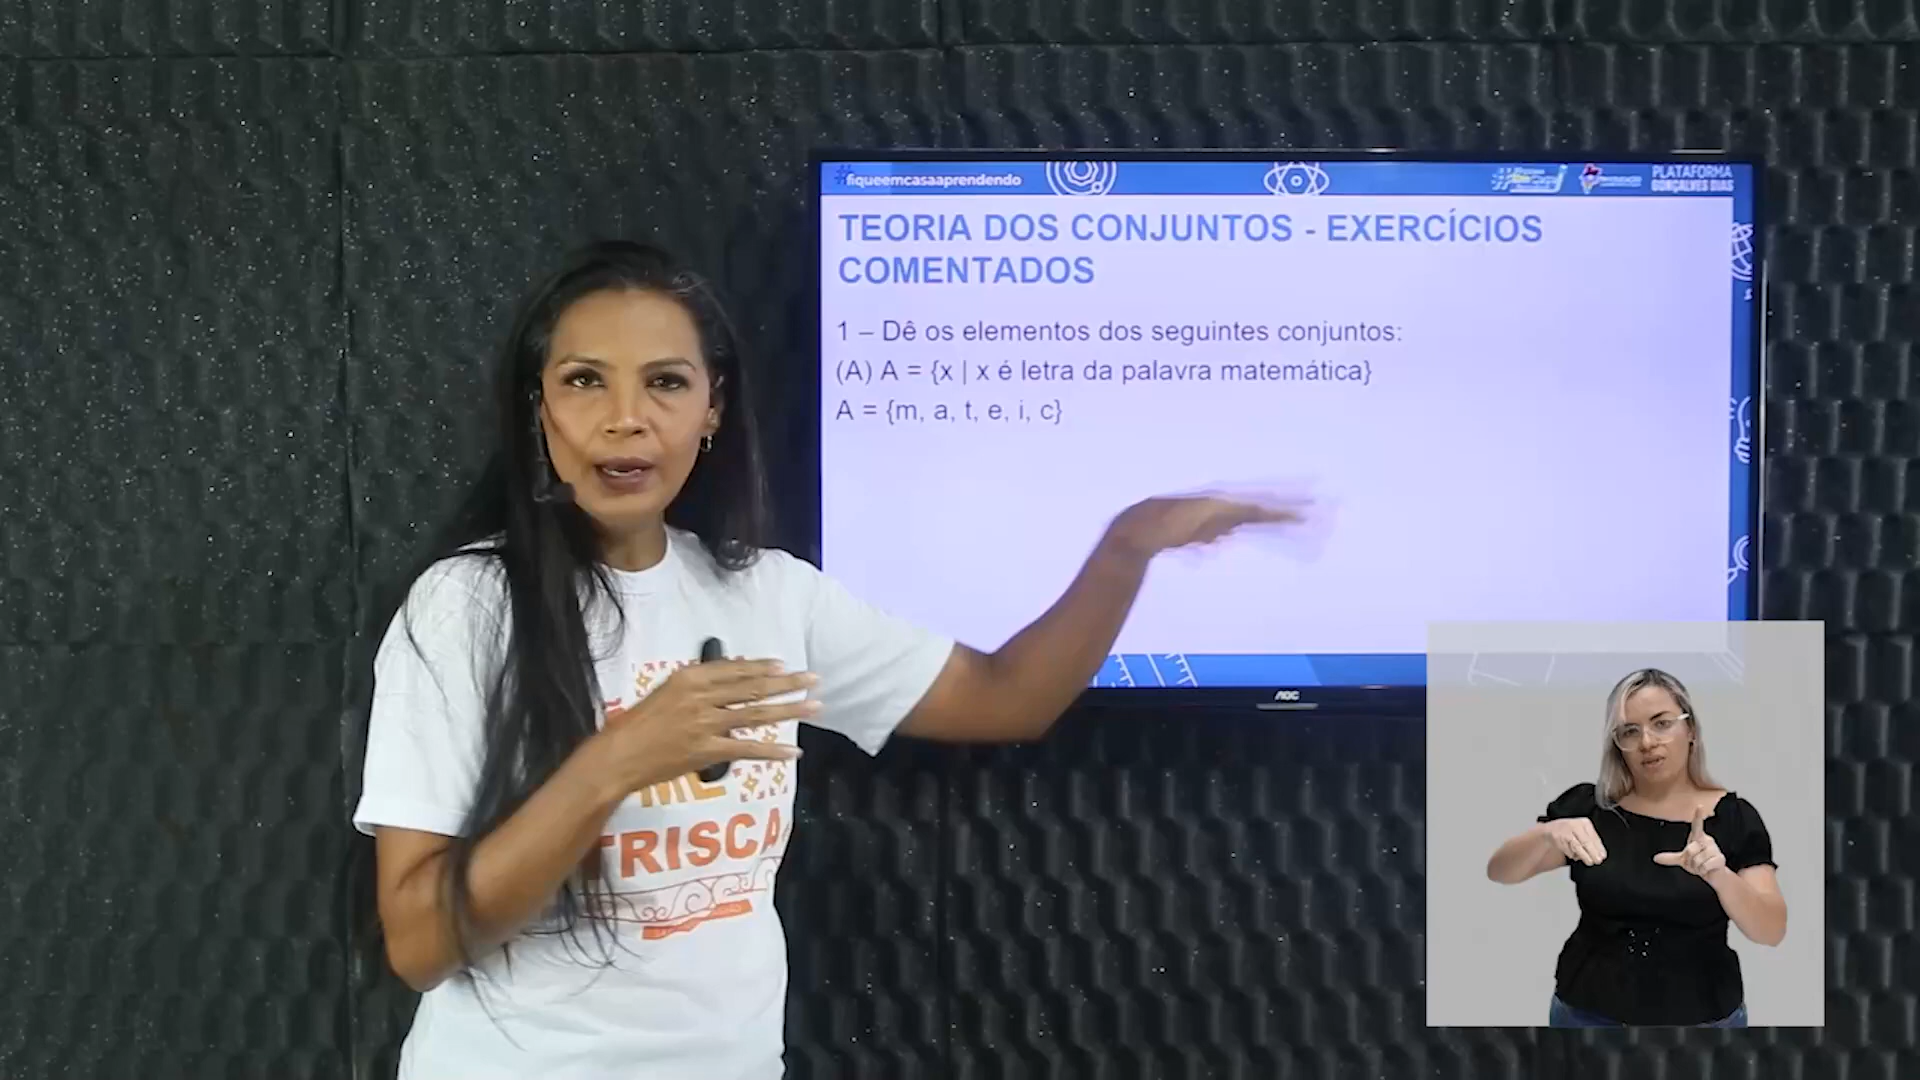 #fiqueemcasaaprendendo
PLATAFORMA
GONÇALVES DIAS
TEORIA DOS CONJUNTOS - EXERCÍCIOS
COMENTADOS
1 – Dê os elementos dos seguintes conjuntos:
(A) A = {x | x é letra da palavra matemática}
A = {m, a, t, e, i, c}
AOC
ME
TRISCA